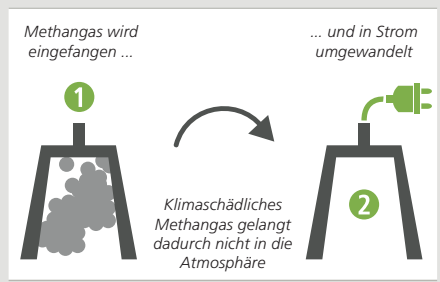 Methangas wird
eingefangen ...
1
... und in Strom
umgewandelt
2
Klimaschädliches
Methangas gelangt
dadurch nicht in die
Atmosphäre